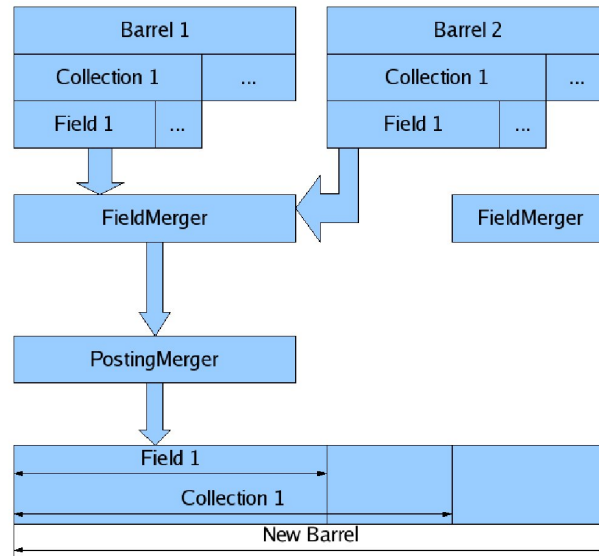 Barrel 1
Barrel 2
Collection 1
...
Collection 1
...
Field 1
...
Field 1
...
FieldMerger
FieldMerger
PostingMerger
Field 1
Collection 1
New Barrel